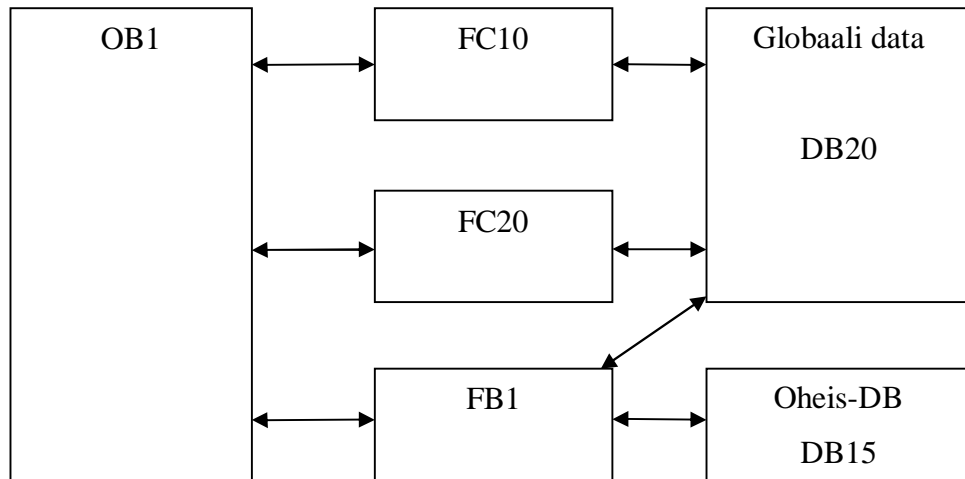 OB1
FC10
Globaali data
DB20
FC20
FB1
Oheis-DB
DB15